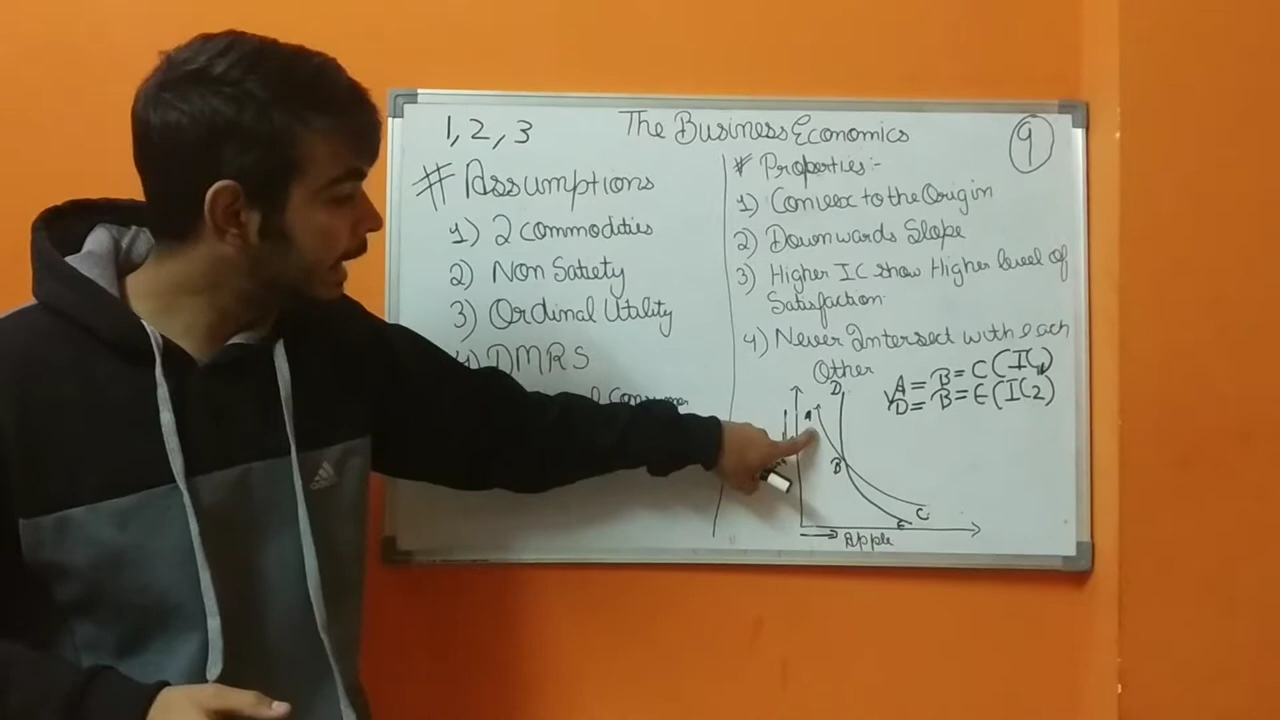 1, 2, 3
The Business Economics
9
# Assumptions
1) 2 commodities
2) Non Satiety
3) Ordinal Utility
4) DMRS
Consumer
# Properties:-
1) Convex to the Origin
2) Downwards Slope
3) Higher IC show Higher level of
Satisfaction.
4) Never Intersect with each
Other
A = B = C (IC1)
D = B = E (IC2)
D
A
B
C
E
Apple
adidas